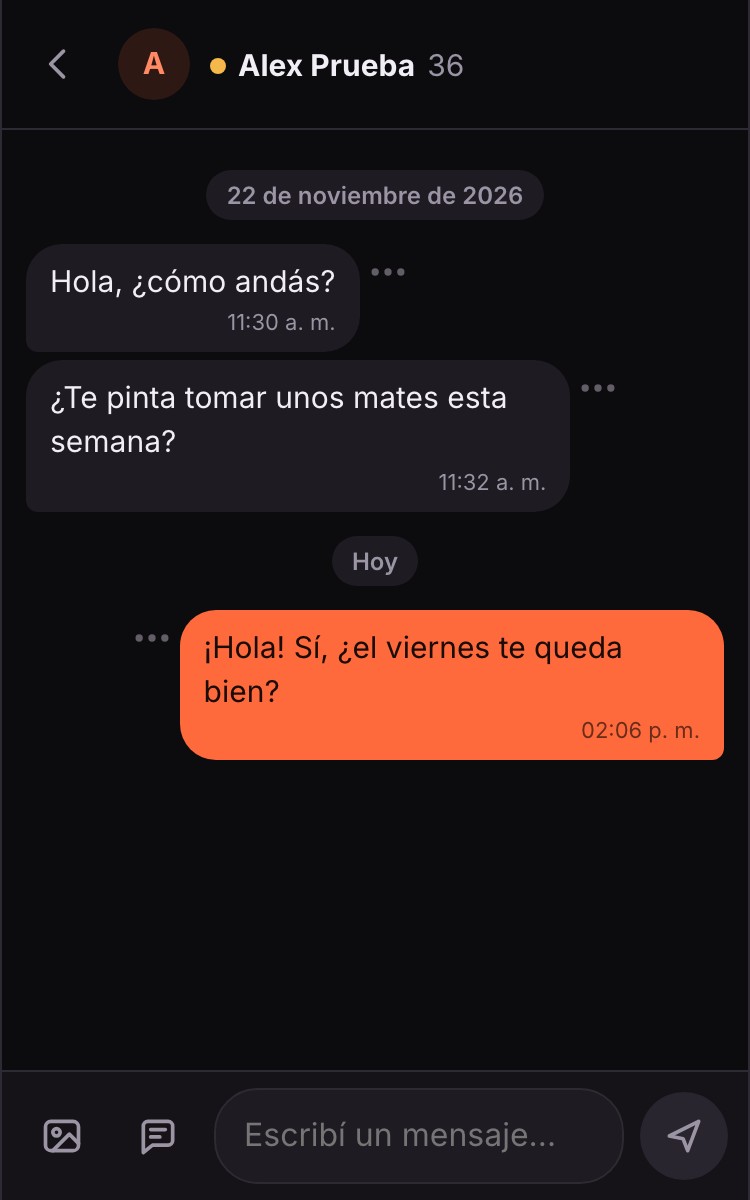 A
Alex Prueba 36
22 de noviembre de 2026
Hola, ¿cómo andás?
11:30 a. m.
¿Te pinta tomar unos mates esta
semana?
11:32 a. m.
Hoy
¡Hola! Sí, ¿el viernes te queda
bien?
02:06 p. m.
Escribí un mensaje...